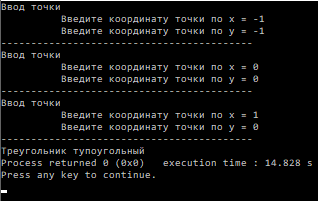 Ввод точки
Введите координату точки по x = -1
Введите координату точки по y = -1
------------------------------------------
Ввод точки
Введите координату точки по x = 0
Введите координату точки по y = 0
------------------------------------------
Ввод точки
Введите координату точки по x = 1
Введите координату точки по y = 0
------------------------------------------
Треугольник тупоугольный
Process returned 0 (0x0)   execution time : 14.828 s
Press any key to continue.